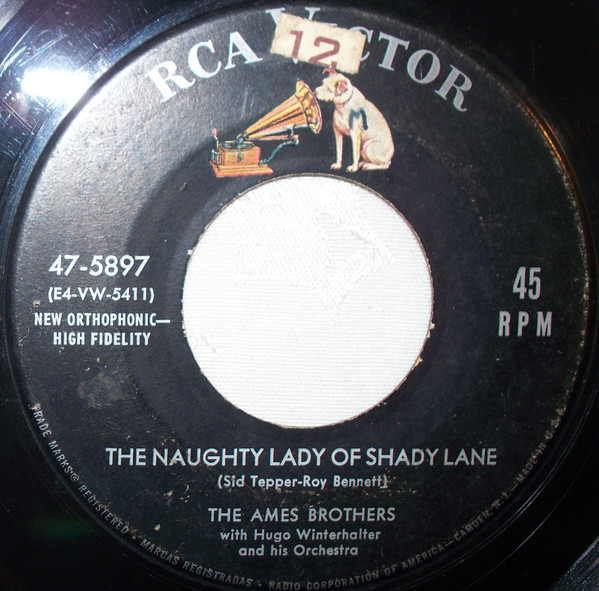 RCA VICTOR
12
M
47-5897
(E4-VW-5411)
NEW ORTHOPHONIC—
HIGH FIDELITY
45
RPM
THE NAUGHTY LADY OF SHADY LANE
(Sid Tepper-Roy Bennett)
THE AMES BROTHERS
with Hugo Winterhalter
and his Orchestra
TRADE MARKS ® REGISTERED • MARCAS REGISTRADAS • RADIO CORPORATION OF AMERICA—CAMDEN, N.J.—MADE IN U.S.A.